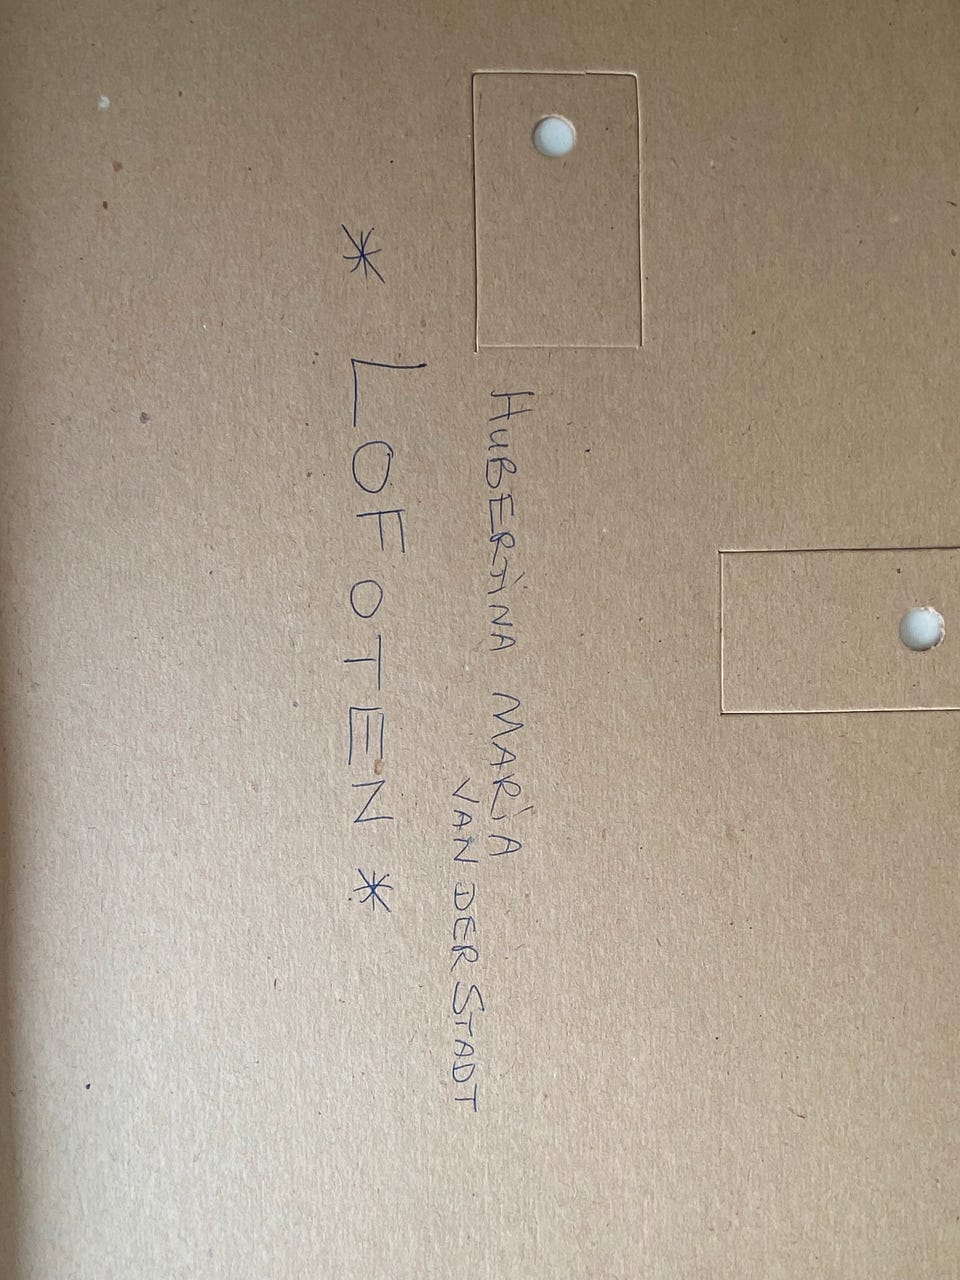 HUBERTINA MARIA
VAN DER STADT
* LOFOTEN *